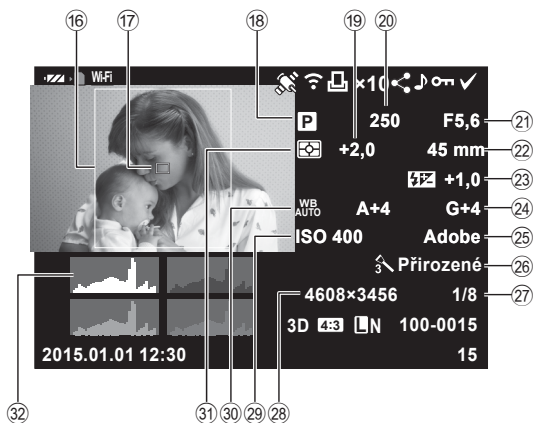 ⑯ ⑰ ⑱ ⑲ ⑳
Wi-Fi ×10
P 250 F5,6 ㉑
+2,0 45 mm ㉒
+1,0 ㉓
WB AUTO A+4 G+4 ㉔
ISO 400 Adobe ㉕
3 Přirozené ㉖
4608×3456 1/8 ㉗
3D 4:3 LN 100-0015
2015.01.01 12:30 15
㉜ ㉛ ㉚ ㉙ ㉘